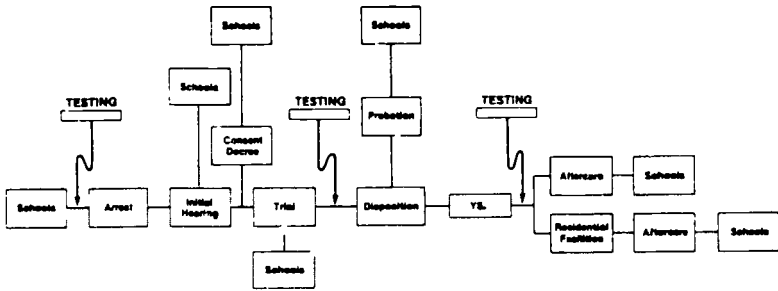 Schools
Schools
Schools
TESTING
TESTING
TESTING
Probation
Consent
Decree
Aftercare
Schools
Schools
Arrest
Initial
Hearing
Trial
Disposition
YS.
Residential
Facilities
Aftercare
Schools
Schools